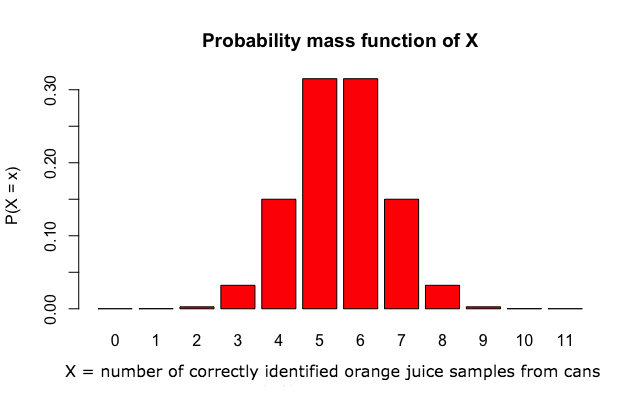 Probability mass function of X
P(X = x)
0.30
0.20
0.10
0.00
0 1 2 3 4 5 6 7 8 9 10 11
X = number of correctly identified orange juice samples from cans